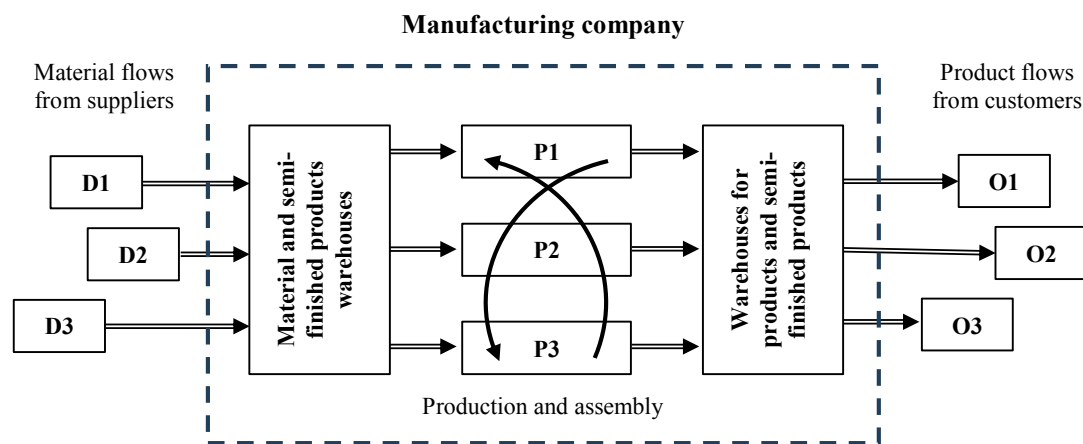 Manufacturing company
Material flows
from suppliers
Product flows
from customers
D1
D2
D3
Material and semi-
finished products
warehouses
P1
P2
P3
Warehouses for
products and semi-
finished products
O1
O2
O3
Production and assembly